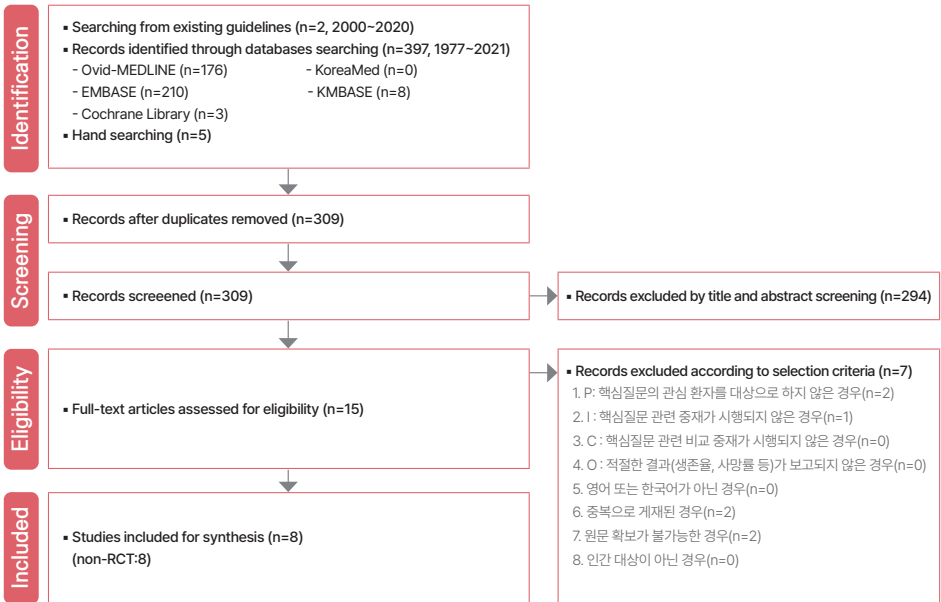 Identification
▪ Searching from existing guidelines (n=2, 2000~2020)
▪ Records identified through databases searching (n=397, 1977~2021)
- Ovid-MEDLINE (n=176) - KoreaMed (n=0)
- EMBASE (n=210) - KMBASE (n=8)
- Cochrane Library (n=3)
▪ Hand searching (n=5)
Screening
▪ Records after duplicates removed (n=309)
▪ Records screeened (n=309)
▪ Records excluded by title and abstract screening (n=294)
Eligibility
▪ Full-text articles assessed for eligibility (n=15)
▪ Records excluded according to selection criteria (n=7)
1. P: 핵심질문의 관심 환자를 대상으로 하지 않은 경우(n=2)
2. I : 핵심질문 관련 중재가 시행되지 않은 경우(n=1)
3. C : 핵심질문 관련 비교 중재가 시행되지 않은 경우(n=0)
4. O : 적절한 결과(생존율, 사망률 등)가 보고되지 않은 경우(n=0)
5. 영어 또는 한국어가 아닌 경우(n=0)
6. 중복으로 게재된 경우(n=2)
7. 원문 확보가 불가능한 경우(n=2)
8. 인간 대상이 아닌 경우(n=0)
Included
▪ Studies included for synthesis (n=8)
(non-RCT:8)